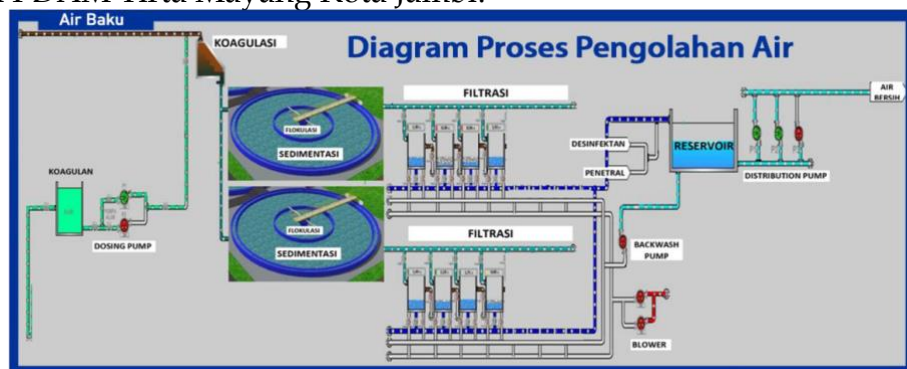 PDAM Tirta Mayang Kota Jambi.
Air Baku
Diagram Proses Pengolahan Air
KOAGULASI
FILTRASI
AIR
BERSIH
FLOKULASI
SEDIMENTASI
DESINFEKTAN
RESERVOIR
PENETRAL
DISTRIBUTION PUMP
KOAGULAN
DOSING PUMP
FLOKULASI
SEDIMENTASI
FILTRASI
BACKWASH
PUMP
BLOWER